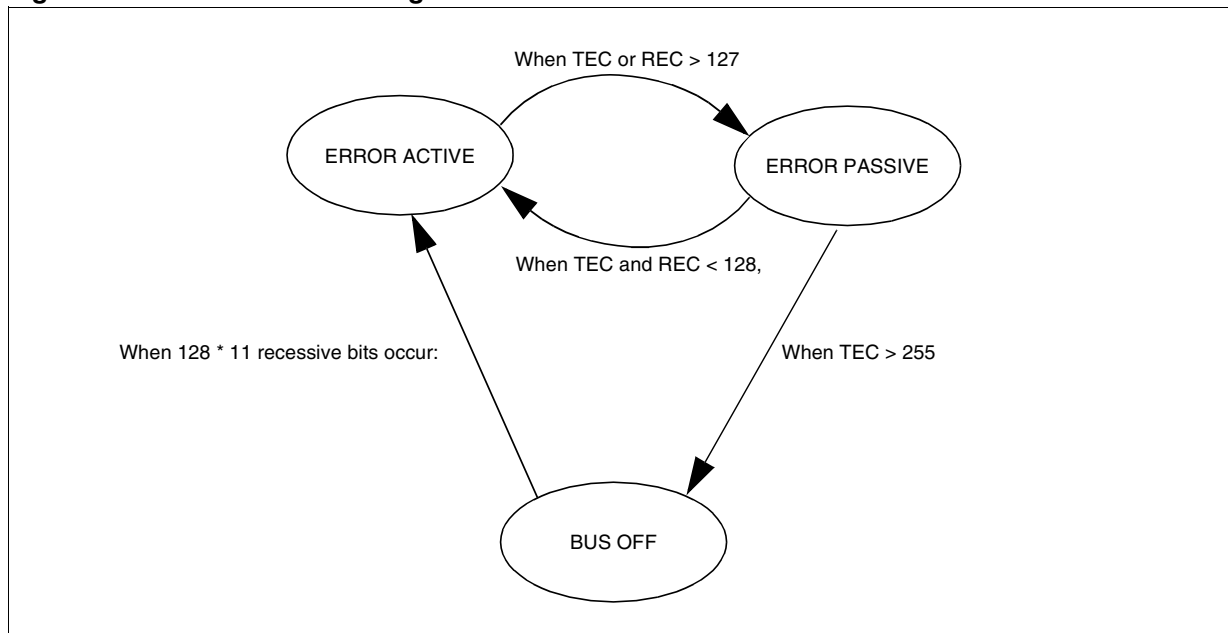 When TEC or REC > 127
ERROR ACTIVE
ERROR PASSIVE
When TEC and REC < 128,
When 128 * 11 recessive bits occur:
When TEC > 255
BUS OFF